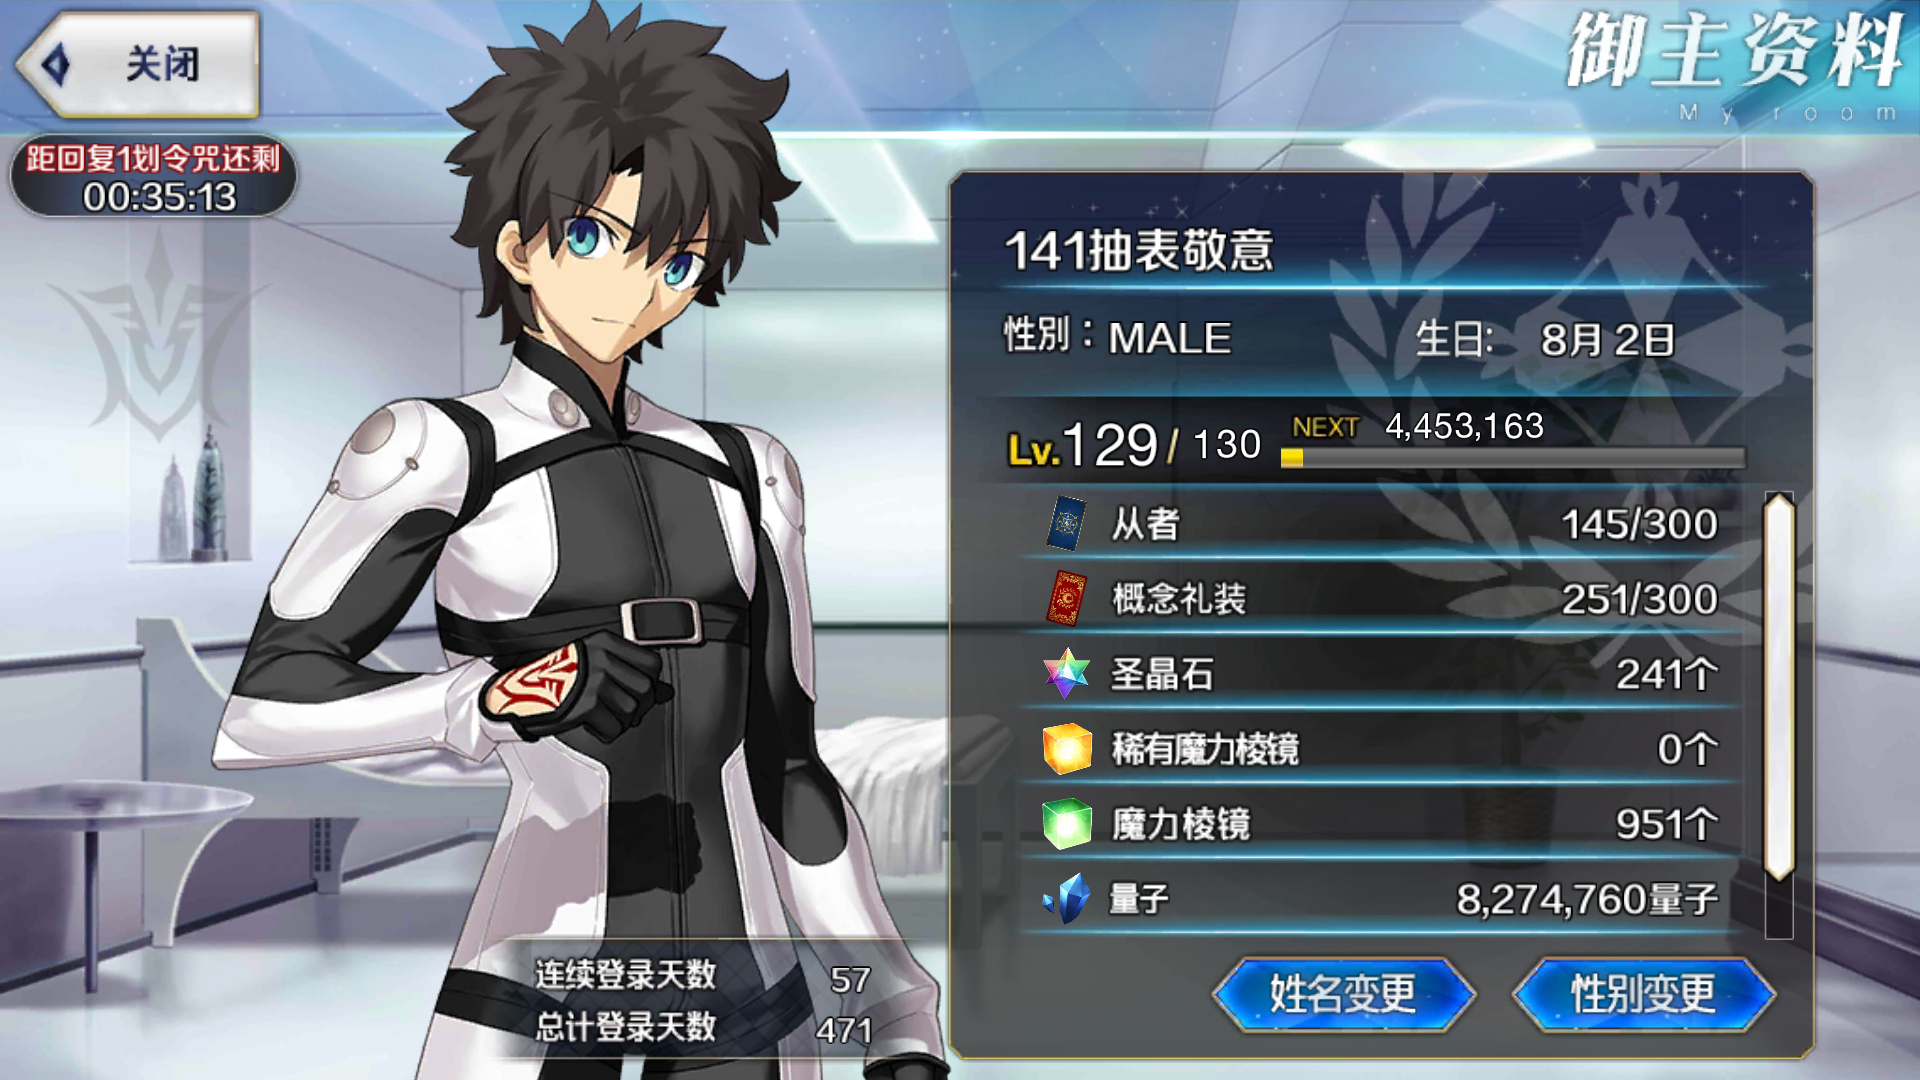 关闭
御主资料
My room
距回复1划令咒还剩
00:35:13
141抽表敬意
性別：MALE
生日: 8月2日
Lv.129/ 130
NEXT 4,453,163
从者 145/300
概念礼装 251/300
圣晶石 241个
稀有魔力棱镜 0个
魔力棱镜 951个
量子 8,274,760量子
连续登录天数 57
总计登录天数 471
姓名变更
性别变更